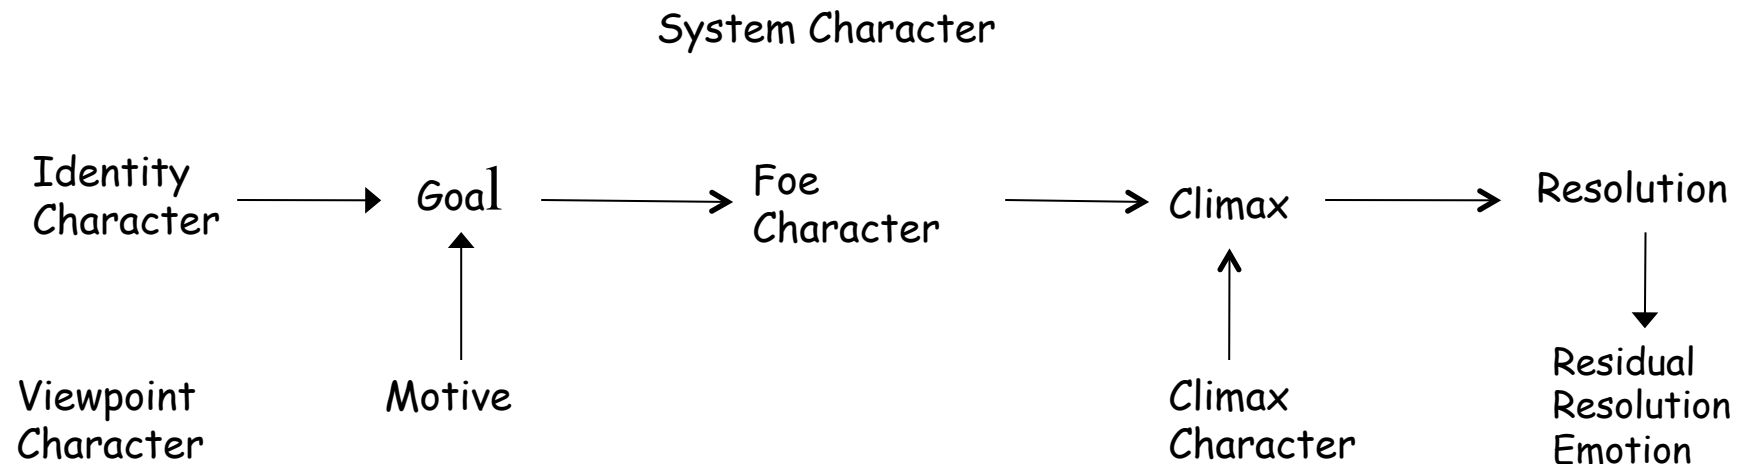 System Character
Identity
Character
Goal
Foe
Character
Climax
Resolution
Viewpoint
Character
Motive
Climax
Character
Residual
Resolution
Emotion